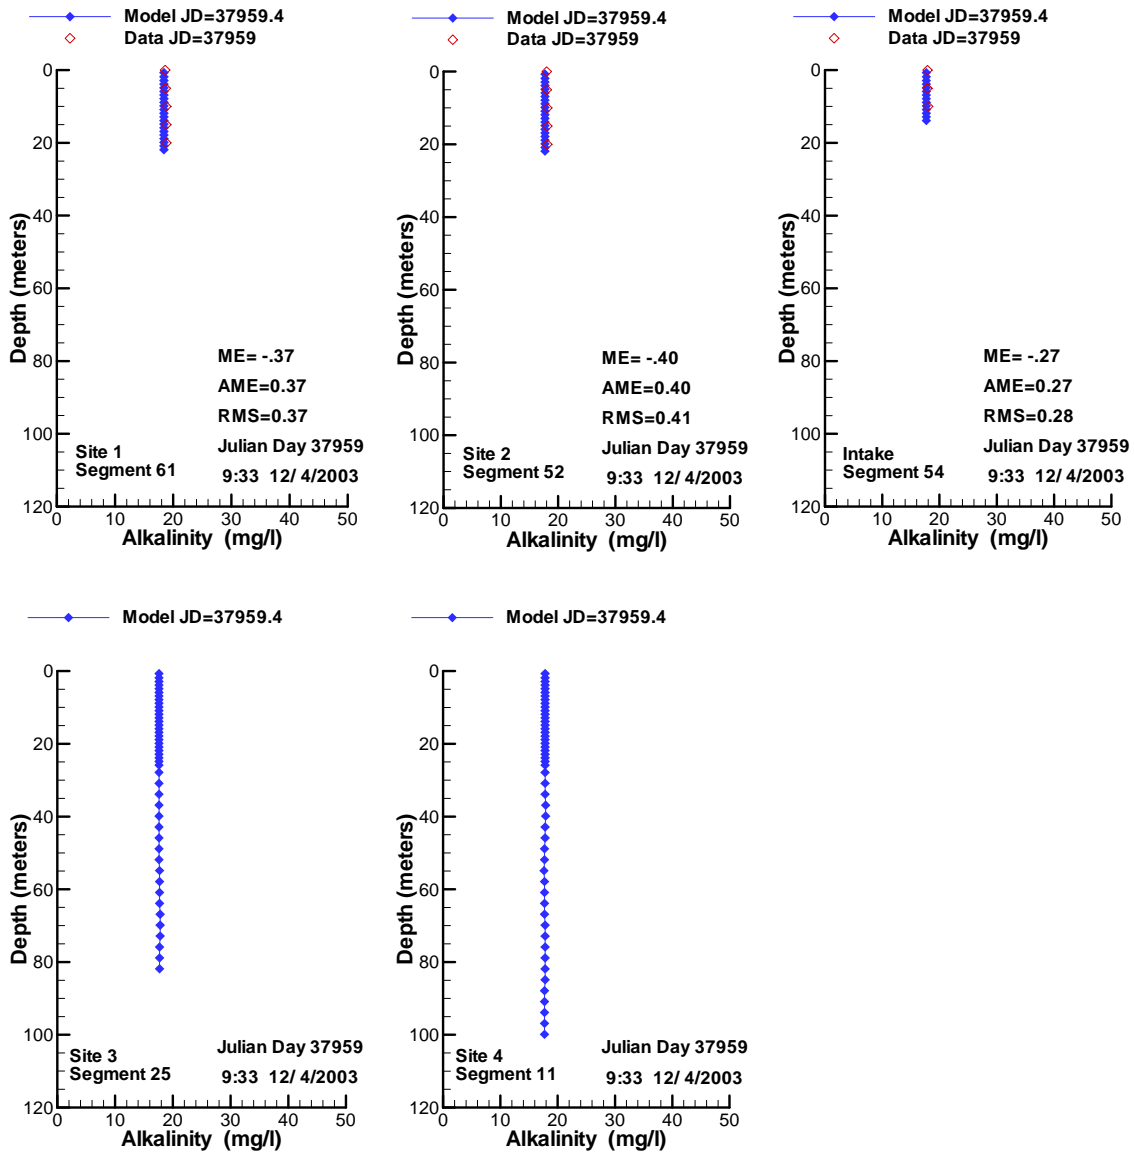 Model JD=37959.4
Data JD=37959
0
20
40
60
80
100
120
Depth (meters)
ME= -.37
AME=0.37
RMS=0.37
Julian Day 37959
9:33 12/ 4/2003
Site 1
Segment 61
0 10 20 30 40 50
Alkalinity (mg/l)
Model JD=37959.4
Data JD=37959
0
20
40
60
80
100
120
Depth (meters)
ME= -.40
AME=0.40
RMS=0.41
Julian Day 37959
9:33 12/ 4/2003
Site 2
Segment 52
0 10 20 30 40 50
Alkalinity (mg/l)
Model JD=37959.4
Data JD=37959
0
20
40
60
80
100
120
Depth (meters)
ME= -.27
AME=0.27
RMS=0.28
Julian Day 37959
9:33 12/ 4/2003
Intake
Segment 54
0 10 20 30 40 50
Alkalinity (mg/l)
Model JD=37959.4
0
20
40
60
80
100
120
Depth (meters)
Julian Day 37959
9:33 12/ 4/2003
Site 3
Segment 25
0 10 20 30 40 50
Alkalinity (mg/l)
Model JD=37959.4
0
20
40
60
80
100
120
Depth (meters)
Julian Day 37959
9:33 12/ 4/2003
Site 4
Segment 11
0 10 20 30 40 50
Alkalinity (mg/l)